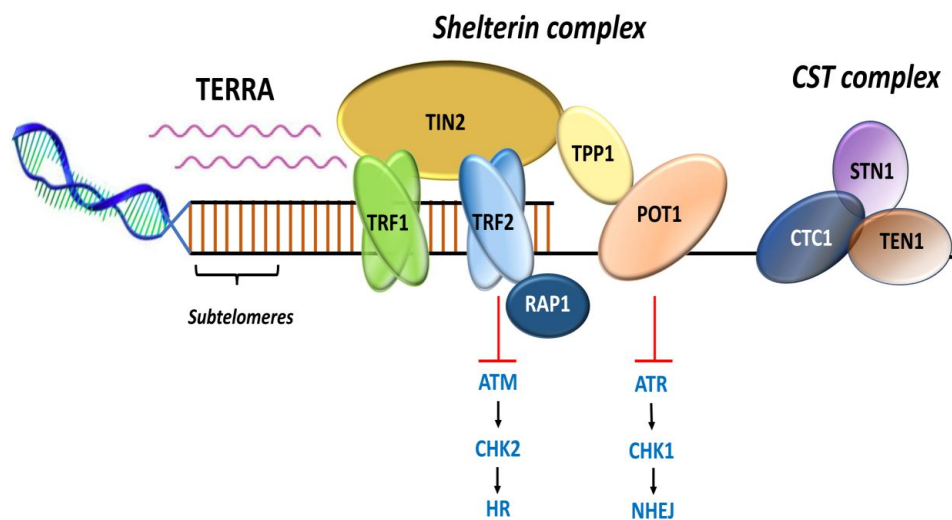 Shelterin complex
CST complex
TERRA
TIN2
TPP1
STN1
TRF1
TRF2
POT1
CTC1
TEN1
RAP1
Subtelomeres
ATM
ATR
CHK2
CHK1
HR
NHEJ